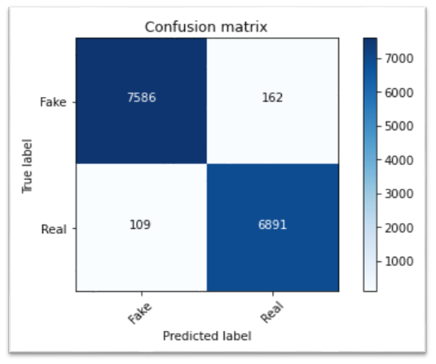 Confusion matrix
Fake
7586
162
Real
109
6891
True label
Fake
Real
Predicted label
7000
6000
5000
4000
3000
2000
1000